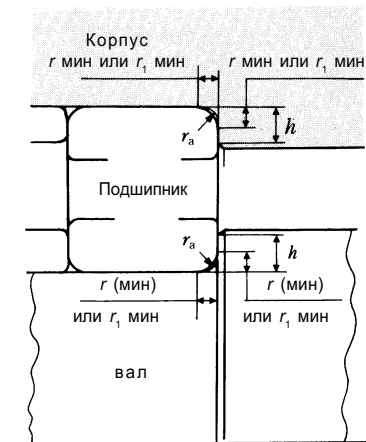 Корпус
r мин или r₁ мин r мин или r₁ мин
rₐ h
Подшипник
rₐ h
r (мин) r (мин)
или r₁ мин или r₁ мин
вал